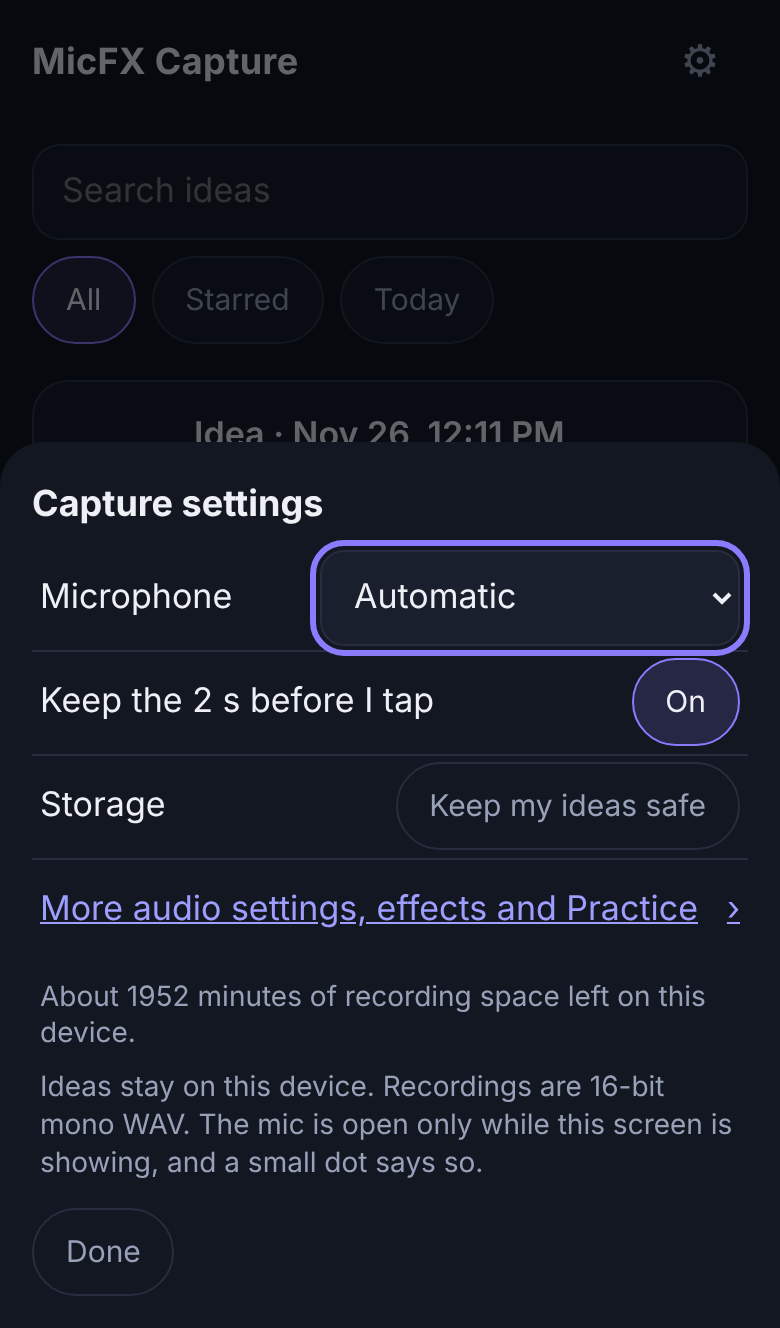 MicFX Capture
Search ideas
All
Starred
Today
Idea · Nov 26, 12:11 PM
Capture settings
Microphone
Automatic
Keep the 2 s before I tap
On
Storage
Keep my ideas safe
More audio settings, effects and Practice ›
About 1952 minutes of recording space left on this
device.
Ideas stay on this device. Recordings are 16-bit
mono WAV. The mic is open only while this screen is
showing, and a small dot says so.
Done